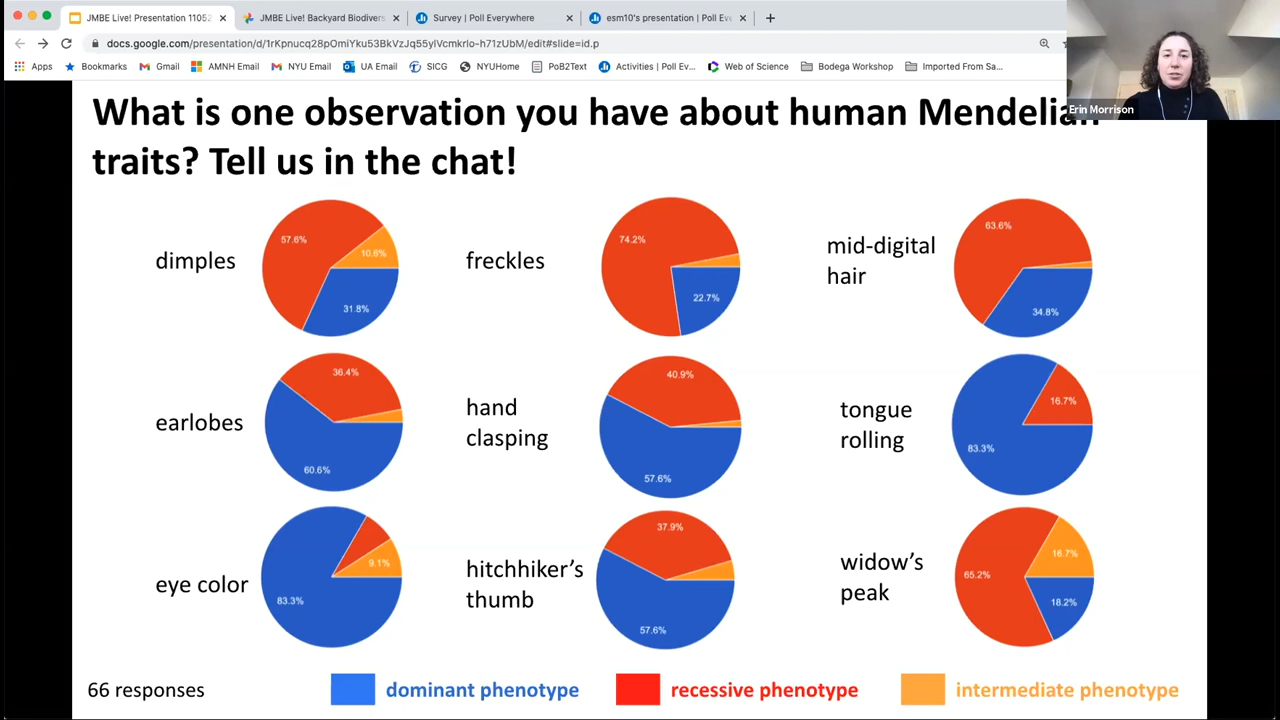 JMBE Live! Presentation 11052
JMBE Live! Backyard Biodivers
Survey | Poll Everywhere
esm10's presentation | Poll Ev
docs.google.com/presentation/d/1rKpnucq28pOmiYku53BkVzJq55yIVcmkrlo-h71zUbM/edit#slide=id.p
Apps
Bookmarks
Gmail
AMNH Email
NYU Email
UA Email
SICG
NYUHome
PoB2Text
Activities | Poll Ev...
Web of Science
Bodega Workshop
Imported From Sa...
Erin Morrison
What is one observation you have about human Mendelian
traits? Tell us in the chat!
dimples
57.6%
10.6%
31.8%
freckles
74.2%
22.7%
mid-digital
hair
63.6%
34.8%
earlobes
36.4%
60.6%
hand
clasping
40.9%
57.6%
tongue
rolling
16.7%
83.3%
eye color
9.1%
83.3%
hitchhiker's
thumb
37.9%
57.6%
widow's
peak
16.7%
65.2%
18.2%
66 responses
dominant phenotype
recessive phenotype
intermediate phenotype